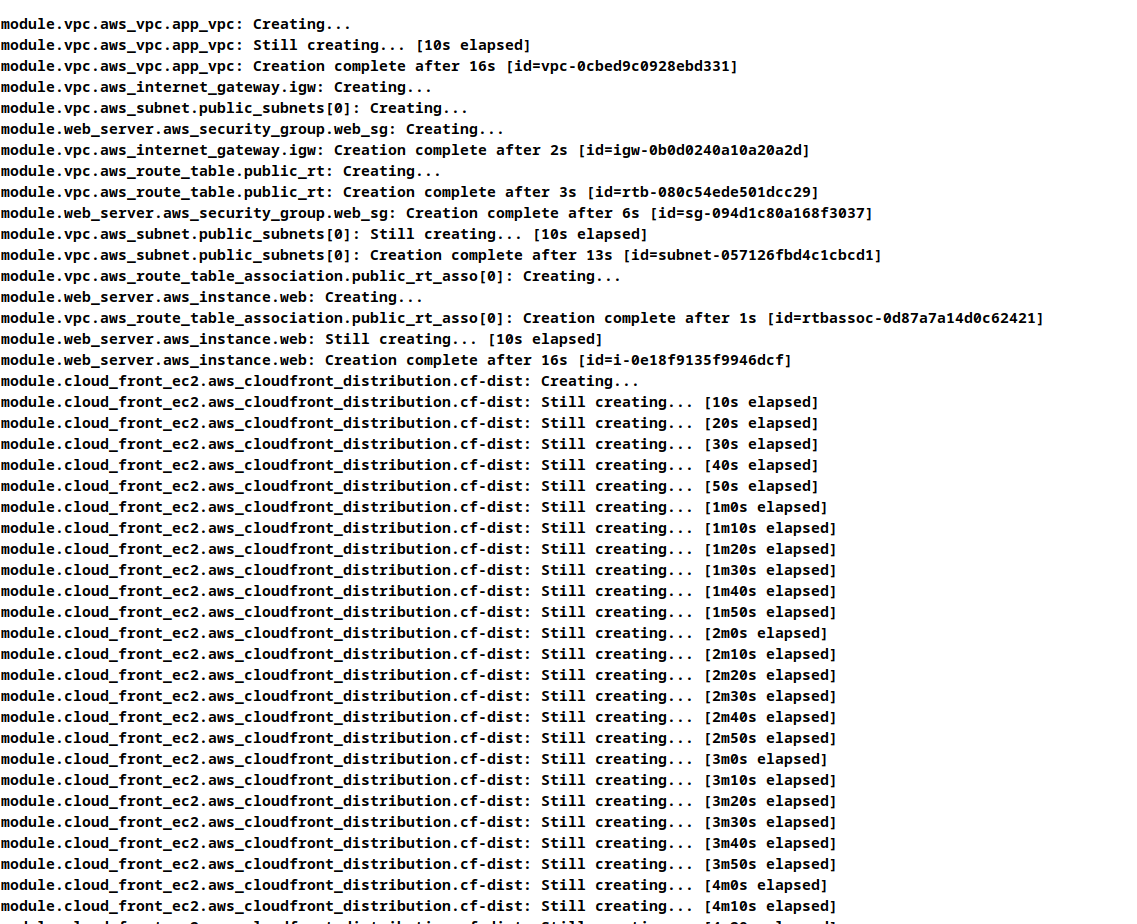 module.vpc.aws_vpc.app_vpc: Creating...
module.vpc.aws_vpc.app_vpc: Still creating... [10s elapsed]
module.vpc.aws_vpc.app_vpc: Creation complete after 16s [id=vpc-0cbed9c0928ebd331]
module.vpc.aws_internet_gateway.igw: Creating...
module.vpc.aws_subnet.public_subnets[0]: Creating...
module.web_server.aws_security_group.web_sg: Creating...
module.vpc.aws_internet_gateway.igw: Creation complete after 2s [id=igw-0b0d0240a10a20a2d]
module.vpc.aws_route_table.public_rt: Creating...
module.vpc.aws_route_table.public_rt: Creation complete after 3s [id=rtb-080c54ede501dcc29]
module.web_server.aws_security_group.web_sg: Creation complete after 6s [id=sg-094d1c80a168f3037]
module.vpc.aws_subnet.public_subnets[0]: Still creating... [10s elapsed]
module.vpc.aws_subnet.public_subnets[0]: Creation complete after 13s [id=subnet-057126fbd4c1cbcd1]
module.vpc.aws_route_table_association.public_rt_asso[0]: Creating...
module.web_server.aws_instance.web: Creating...
module.vpc.aws_route_table_association.public_rt_asso[0]: Creation complete after 1s [id=rtbassoc-0d87a7a14d0c62421]
module.web_server.aws_instance.web: Still creating... [10s elapsed]
module.web_server.aws_instance.web: Creation complete after 16s [id=i-0e18f9135f9946dcf]
module.cloud_front_ec2.aws_cloudfront_distribution.cf-dist: Creating...
module.cloud_front_ec2.aws_cloudfront_distribution.cf-dist: Still creating... [10s elapsed]
module.cloud_front_ec2.aws_cloudfront_distribution.cf-dist: Still creating... [20s elapsed]
module.cloud_front_ec2.aws_cloudfront_distribution.cf-dist: Still creating... [30s elapsed]
module.cloud_front_ec2.aws_cloudfront_distribution.cf-dist: Still creating... [40s elapsed]
module.cloud_front_ec2.aws_cloudfront_distribution.cf-dist: Still creating... [50s elapsed]
module.cloud_front_ec2.aws_cloudfront_distribution.cf-dist: Still creating... [1m0s elapsed]
module.cloud_front_ec2.aws_cloudfront_distribution.cf-dist: Still creating... [1m10s elapsed]
module.cloud_front_ec2.aws_cloudfront_distribution.cf-dist: Still creating... [1m20s elapsed]
module.cloud_front_ec2.aws_cloudfront_distribution.cf-dist: Still creating... [1m30s elapsed]
module.cloud_front_ec2.aws_cloudfront_distribution.cf-dist: Still creating... [1m40s elapsed]
module.cloud_front_ec2.aws_cloudfront_distribution.cf-dist: Still creating... [1m50s elapsed]
module.cloud_front_ec2.aws_cloudfront_distribution.cf-dist: Still creating... [2m0s elapsed]
module.cloud_front_ec2.aws_cloudfront_distribution.cf-dist: Still creating... [2m10s elapsed]
module.cloud_front_ec2.aws_cloudfront_distribution.cf-dist: Still creating... [2m20s elapsed]
module.cloud_front_ec2.aws_cloudfront_distribution.cf-dist: Still creating... [2m30s elapsed]
module.cloud_front_ec2.aws_cloudfront_distribution.cf-dist: Still creating... [2m40s elapsed]
module.cloud_front_ec2.aws_cloudfront_distribution.cf-dist: Still creating... [2m50s elapsed]
module.cloud_front_ec2.aws_cloudfront_distribution.cf-dist: Still creating... [3m0s elapsed]
module.cloud_front_ec2.aws_cloudfront_distribution.cf-dist: Still creating... [3m10s elapsed]
module.cloud_front_ec2.aws_cloudfront_distribution.cf-dist: Still creating... [3m20s elapsed]
module.cloud_front_ec2.aws_cloudfront_distribution.cf-dist: Still creating... [3m30s elapsed]
module.cloud_front_ec2.aws_cloudfront_distribution.cf-dist: Still creating... [3m40s elapsed]
module.cloud_front_ec2.aws_cloudfront_distribution.cf-dist: Still creating... [3m50s elapsed]
module.cloud_front_ec2.aws_cloudfront_distribution.cf-dist: Still creating... [4m0s elapsed]
module.cloud_front_ec2.aws_cloudfront_distribution.cf-dist: Still creating... [4m10s elapsed]